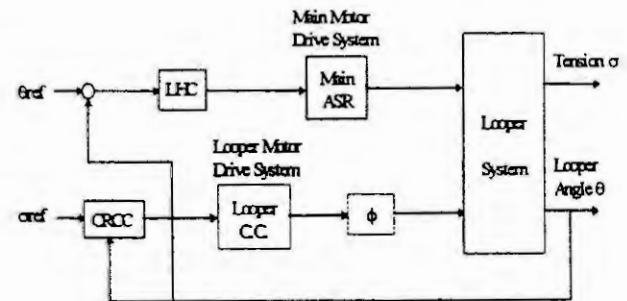 Main Motor
Drive System
Tension σ
θref
LHC
Main
ASR
Looper
System
Looper Motor
Drive System
Looper
Angle θ
σref
CRCC
Looper
C.C.
ϕ